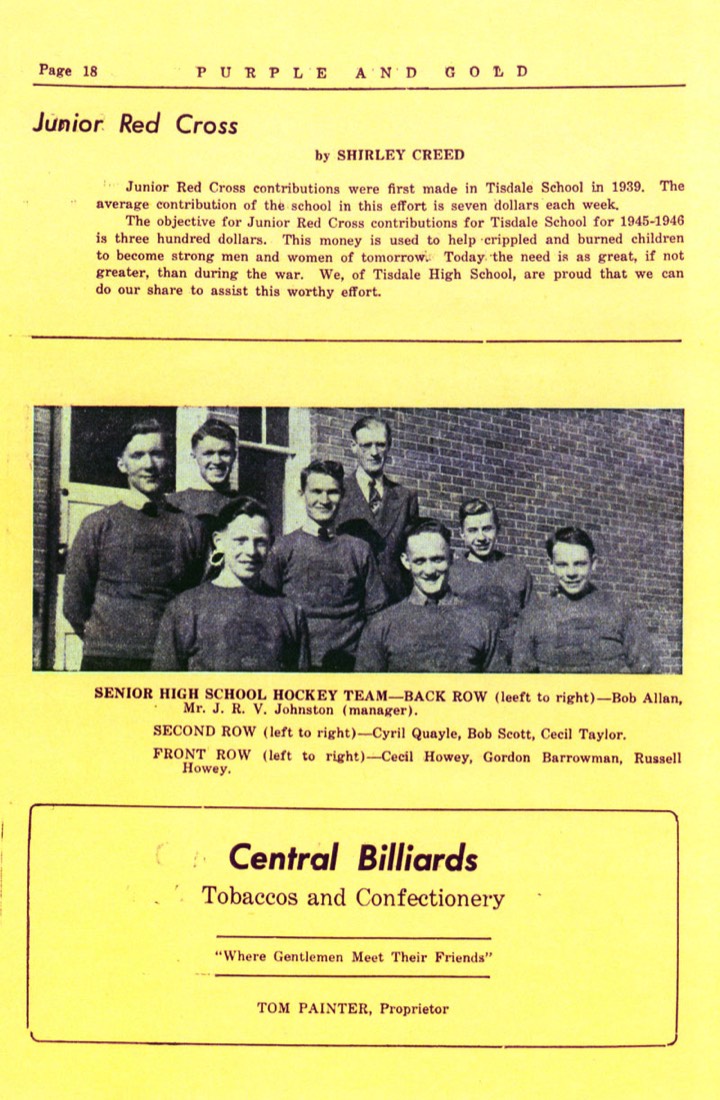 Page 18
PURPLE AND GOLD
Junior Red Cross
by SHIRLEY CREED
Junior Red Cross contributions were first made in Tisdale School in 1939. The
average contribution of the school in this effort is seven dollars each week.
The objective for Junior Red Cross contributions for Tisdale School for 1945-1946
is three hundred dollars. This money is used to help crippled and burned children
to become strong men and women of tomorrow. Today the need is as great, if not
greater, than during the war. We, of Tisdale High School, are proud that we can
do our share to assist this worthy effort.
SENIOR HIGH SCHOOL HOCKEY TEAM—BACK ROW (leeft to right)—Bob Allan,
Mr. J. R. V. Johnston (manager).
SECOND ROW (left to right)—Cyril Quayle, Bob Scott, Cecil Taylor.
FRONT ROW (left to right)—Cecil Howey, Gordon Barrowman, Russell
Howey.
Central Billiards
Tobaccos and Confectionery
"Where Gentlemen Meet Their Friends"
TOM PAINTER, Proprietor